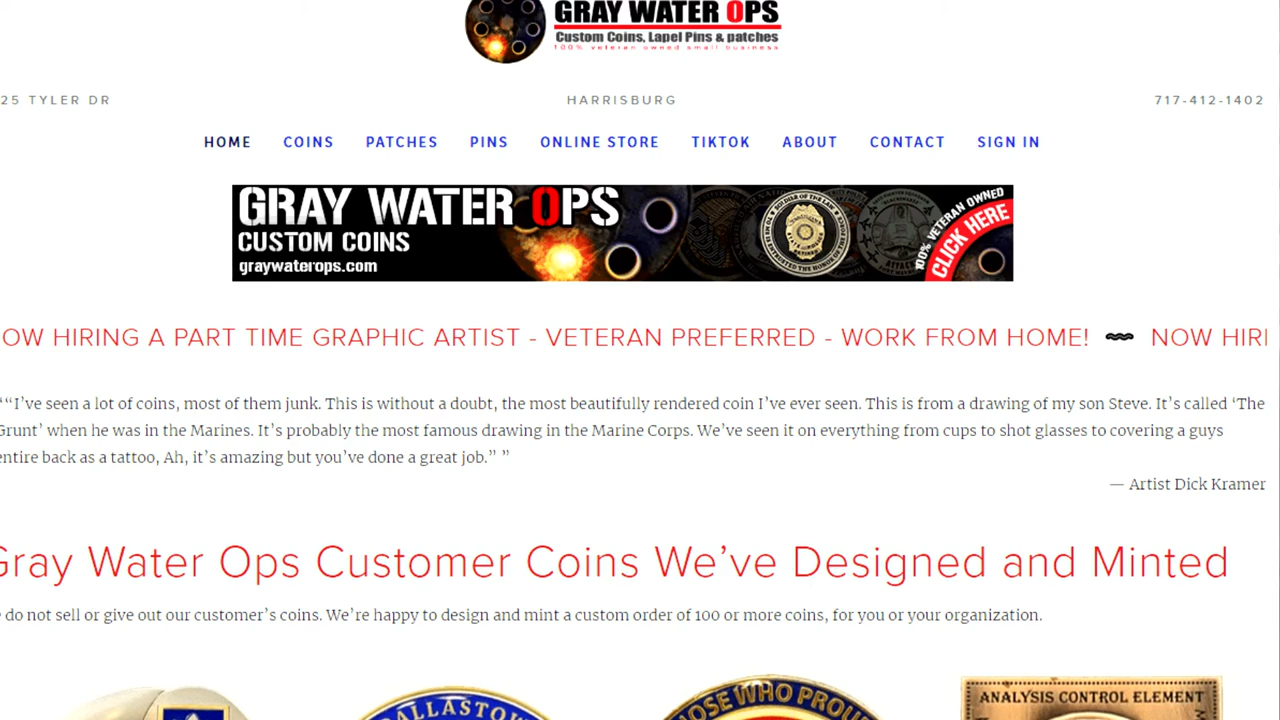 GRAY WATER OPS
Custom Coins, Lapel Pins & patches
100% veteran owned small business
25 TYLER DR
HARRISBURG
717-412-1402
HOME COINS PATCHES PINS ONLINE STORE TIKTOK ABOUT CONTACT SIGN IN
GRAY WATER OPS
CUSTOM COINS
graywaterops.com
SOLDIER OF THE LAW
100% VETERAN OWNED
CLICK HERE
OW HIRING A PART TIME GRAPHIC ARTIST - VETERAN PREFERRED - WORK FROM HOME! NOW HIRI
““I’ve seen a lot of coins, most of them junk. This is without a doubt, the most beautifully rendered coin I’ve ever seen. This is from a drawing of my son Steve. It’s called ‘The
Grunt’ when he was in the Marines. It’s probably the most famous drawing in the Marine Corps. We’ve seen it on everything from cups to shot glasses to covering a guys
entire back as a tattoo, Ah, it’s amazing but you’ve done a great job.” ”
— Artist Dick Kramer
Gray Water Ops Customer Coins We’ve Designed and Minted
e do not sell or give out our customer’s coins. We’re happy to design and mint a custom order of 100 or more coins, for you or your organization.
ALLASTOW
HOSE WHO PROU
ANALYSIS CONTROL ELEMENT